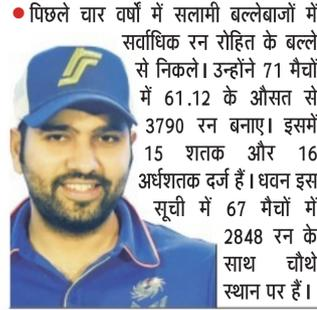 ● पिछले चार वर्षों में सलामी बल्लेबाजों में
सर्वाधिक रन रोहित के बल्ले
से निकले। उन्होंने 71 मैचों
में 61.12 के औसत से
3790 रन बनाए। इसमें
15 शतक और 16
अर्धशतक दर्ज हैं। धवन इस
सूची में 67 मैचों में
2848 रन के
साथ चौथे
स्थान पर हैं।